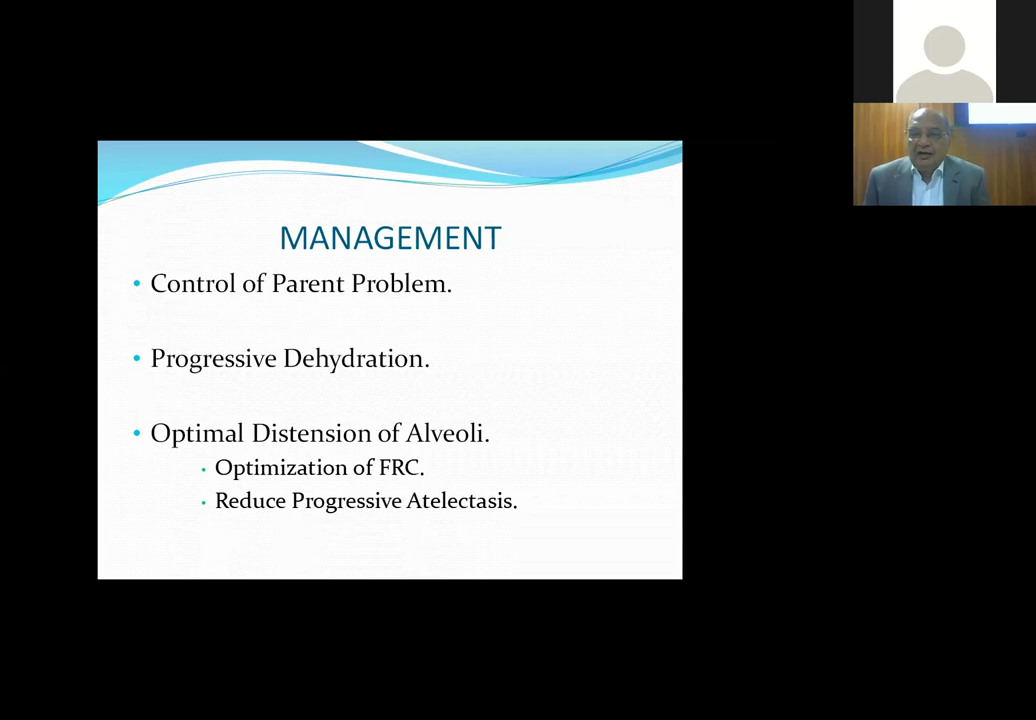 MANAGEMENT
• Control of Parent Problem.
• Progressive Dehydration.
• Optimal Distension of Alveoli.
• Optimization of FRC.
• Reduce Progressive Atelectasis.